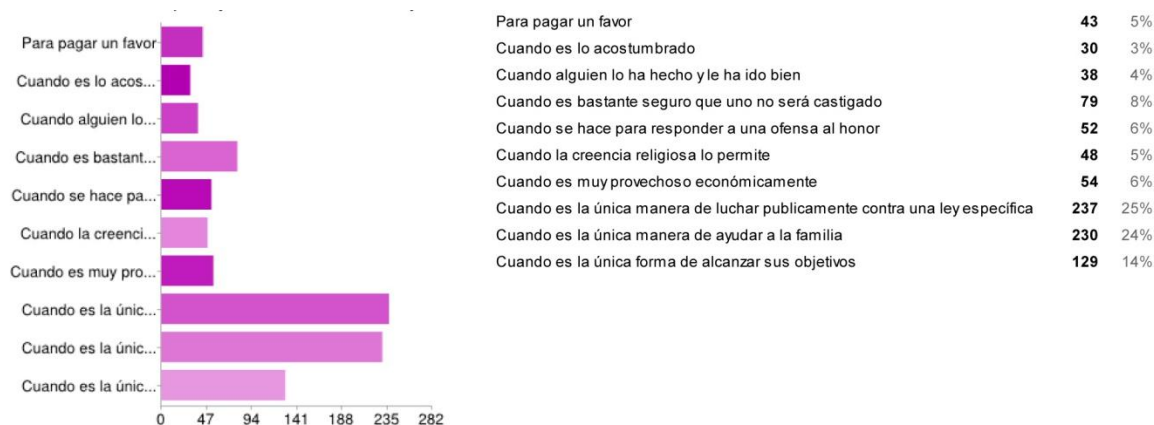 Para pagar un favor
Cuando es lo acos...
Cuando alguien lo...
Cuando es bastant...
Cuando se hace pa...
Cuando la creenci...
Cuando es muy pro...
Cuando es la únic...
Cuando es la únic...
Cuando es la únic...
0 47 94 141 188 235 282
Para pagar un favor 43 5%
Cuando es lo acostumbrado 30 3%
Cuando alguien lo ha hecho y le ha ido bien 38 4%
Cuando es bastante seguro que uno no será castigado 79 8%
Cuando se hace para responder a una ofensa al honor 52 6%
Cuando la creencia religiosa lo permite 48 5%
Cuando es muy provechoso económicamente 54 6%
Cuando es la única manera de luchar publicamente contra una ley específica 237 25%
Cuando es la única manera de ayudar a la familia 230 24%
Cuando es la única forma de alcanzar sus objetivos 129 14%